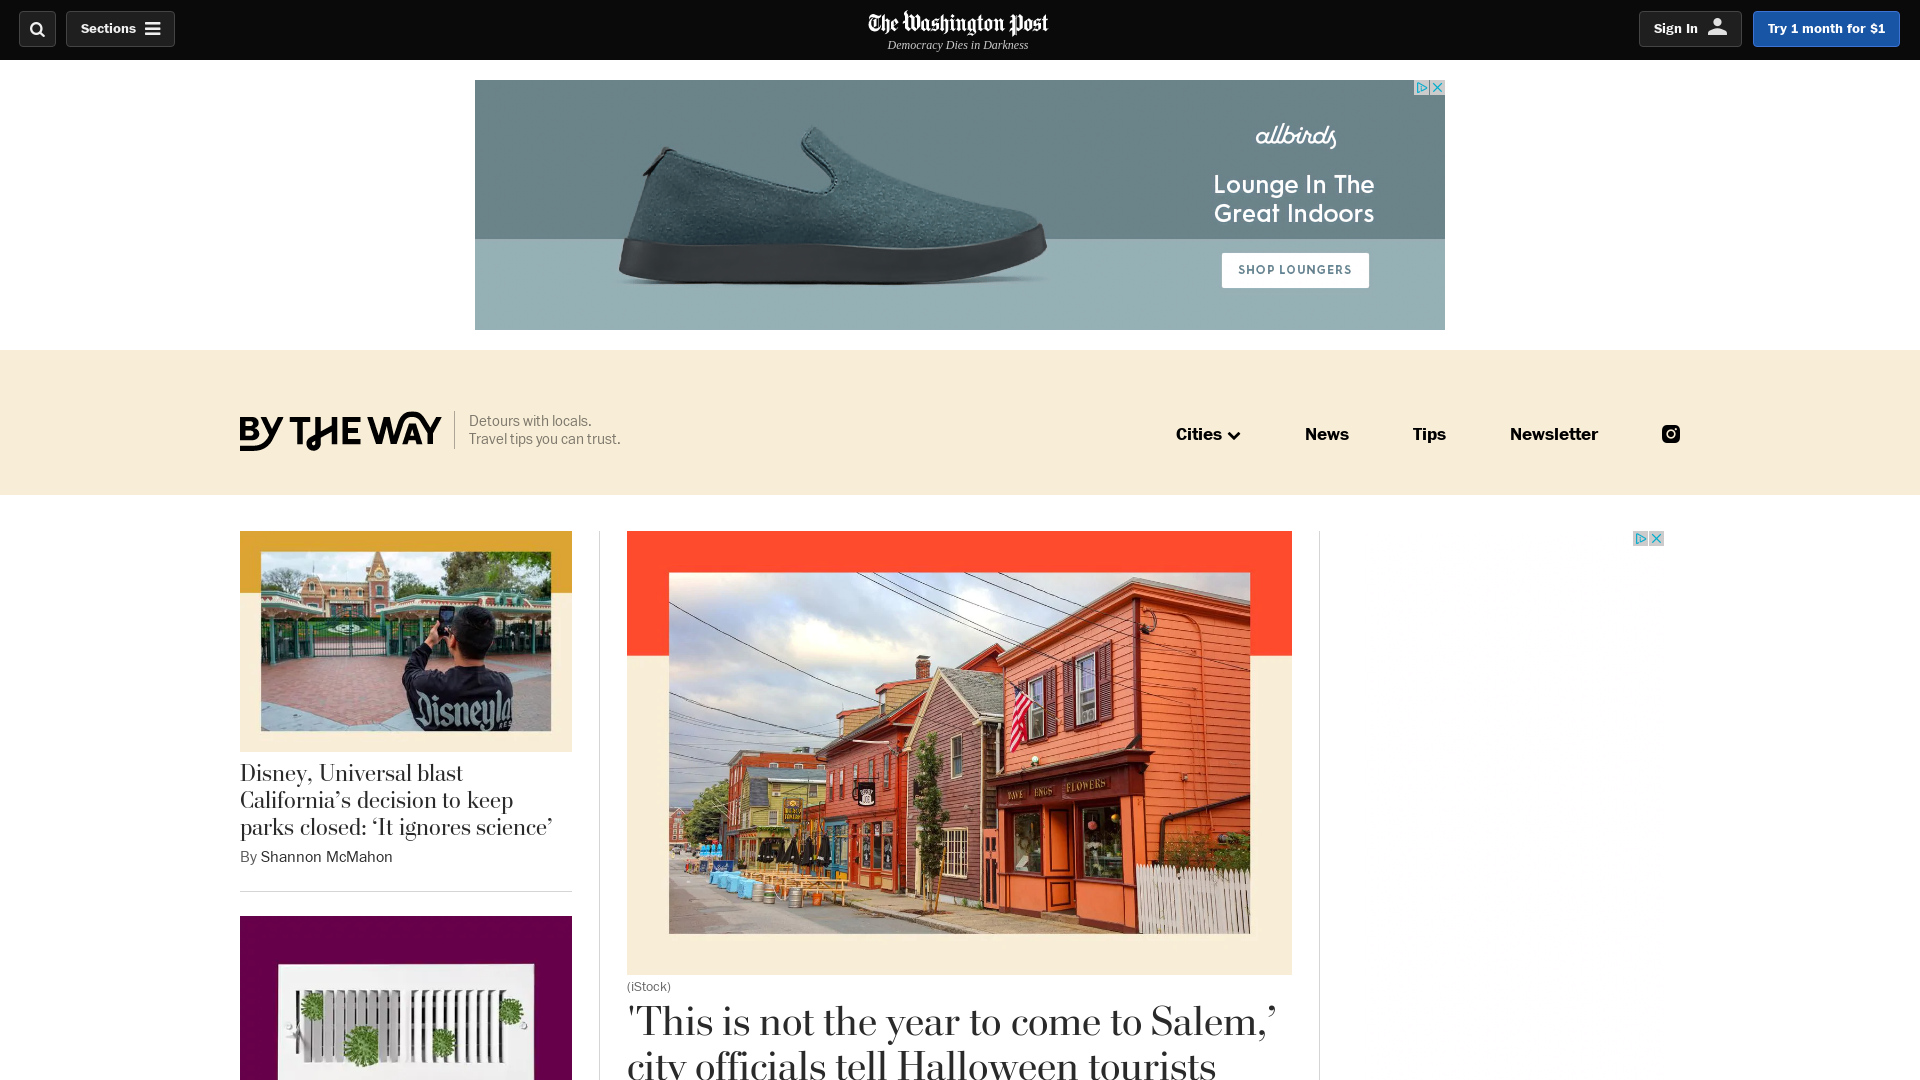 Sections
The Washington Post
Democracy Dies in Darkness
Sign In
Try 1 month for $1
allbirds
Lounge In The
Great Indoors
SHOP LOUNGERS
BY THE WAY
Detours with locals.
Travel tips you can trust.
Cities
News
Tips
Newsletter
Disney, Universal blast
California’s decision to keep
parks closed: ‘It ignores science’
By Shannon McMahon
FLOWERS
(iStock)
'This is not the year to come to Salem,’
city officials tell Halloween tourists